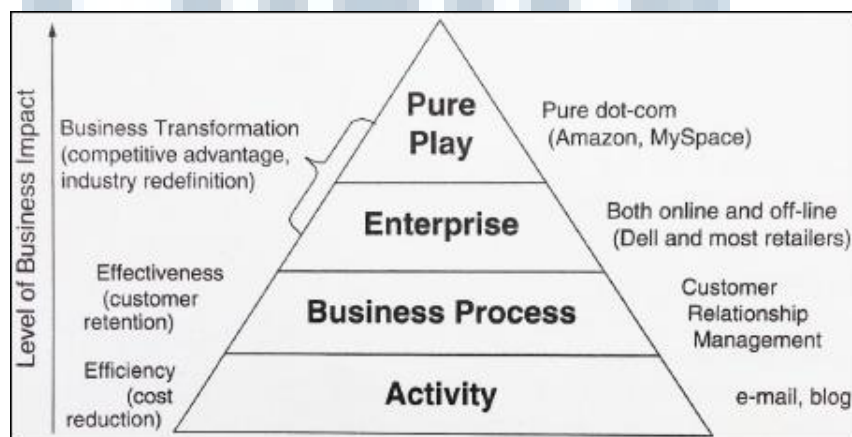 Level of Business Impact
Pure
Play
Pure dot-com
(Amazon, MySpace)
Business Transformation
(competitive advantage,
industry redefinition)
Enterprise
Both online and off-line
(Dell and most retailers)
Effectiveness
(customer
retention)
Business Process
Customer
Relationship
Management
Efficiency
(cost
reduction)
Activity
e-mail, blog